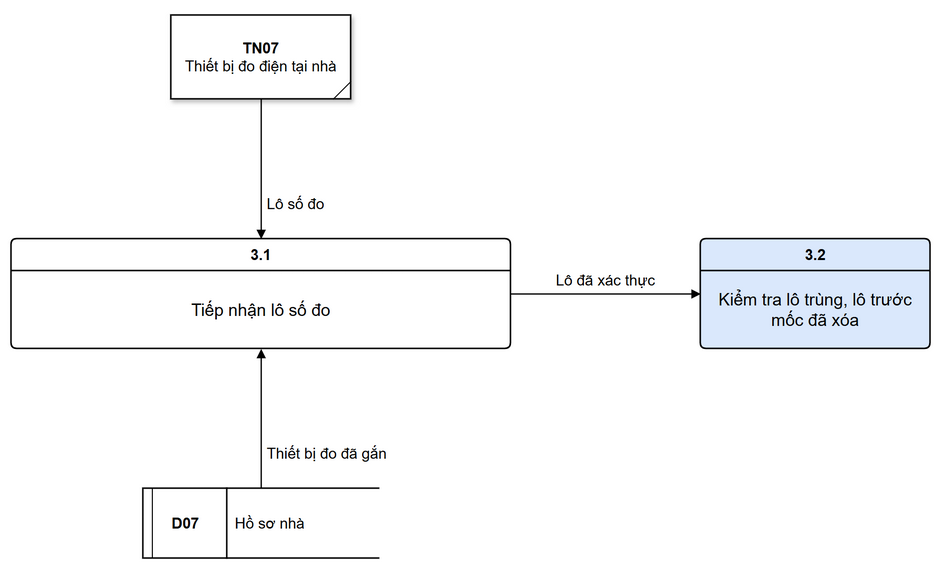 TN07
Thiết bị đo điện tại nhà
Lô số đo
3.1
Tiếp nhận lô số đo
Lô đã xác thực
3.2
Kiểm tra lô trùng, lô trước
mốc đã xóa
Thiết bị đo đã gắn
D07
Hồ sơ nhà